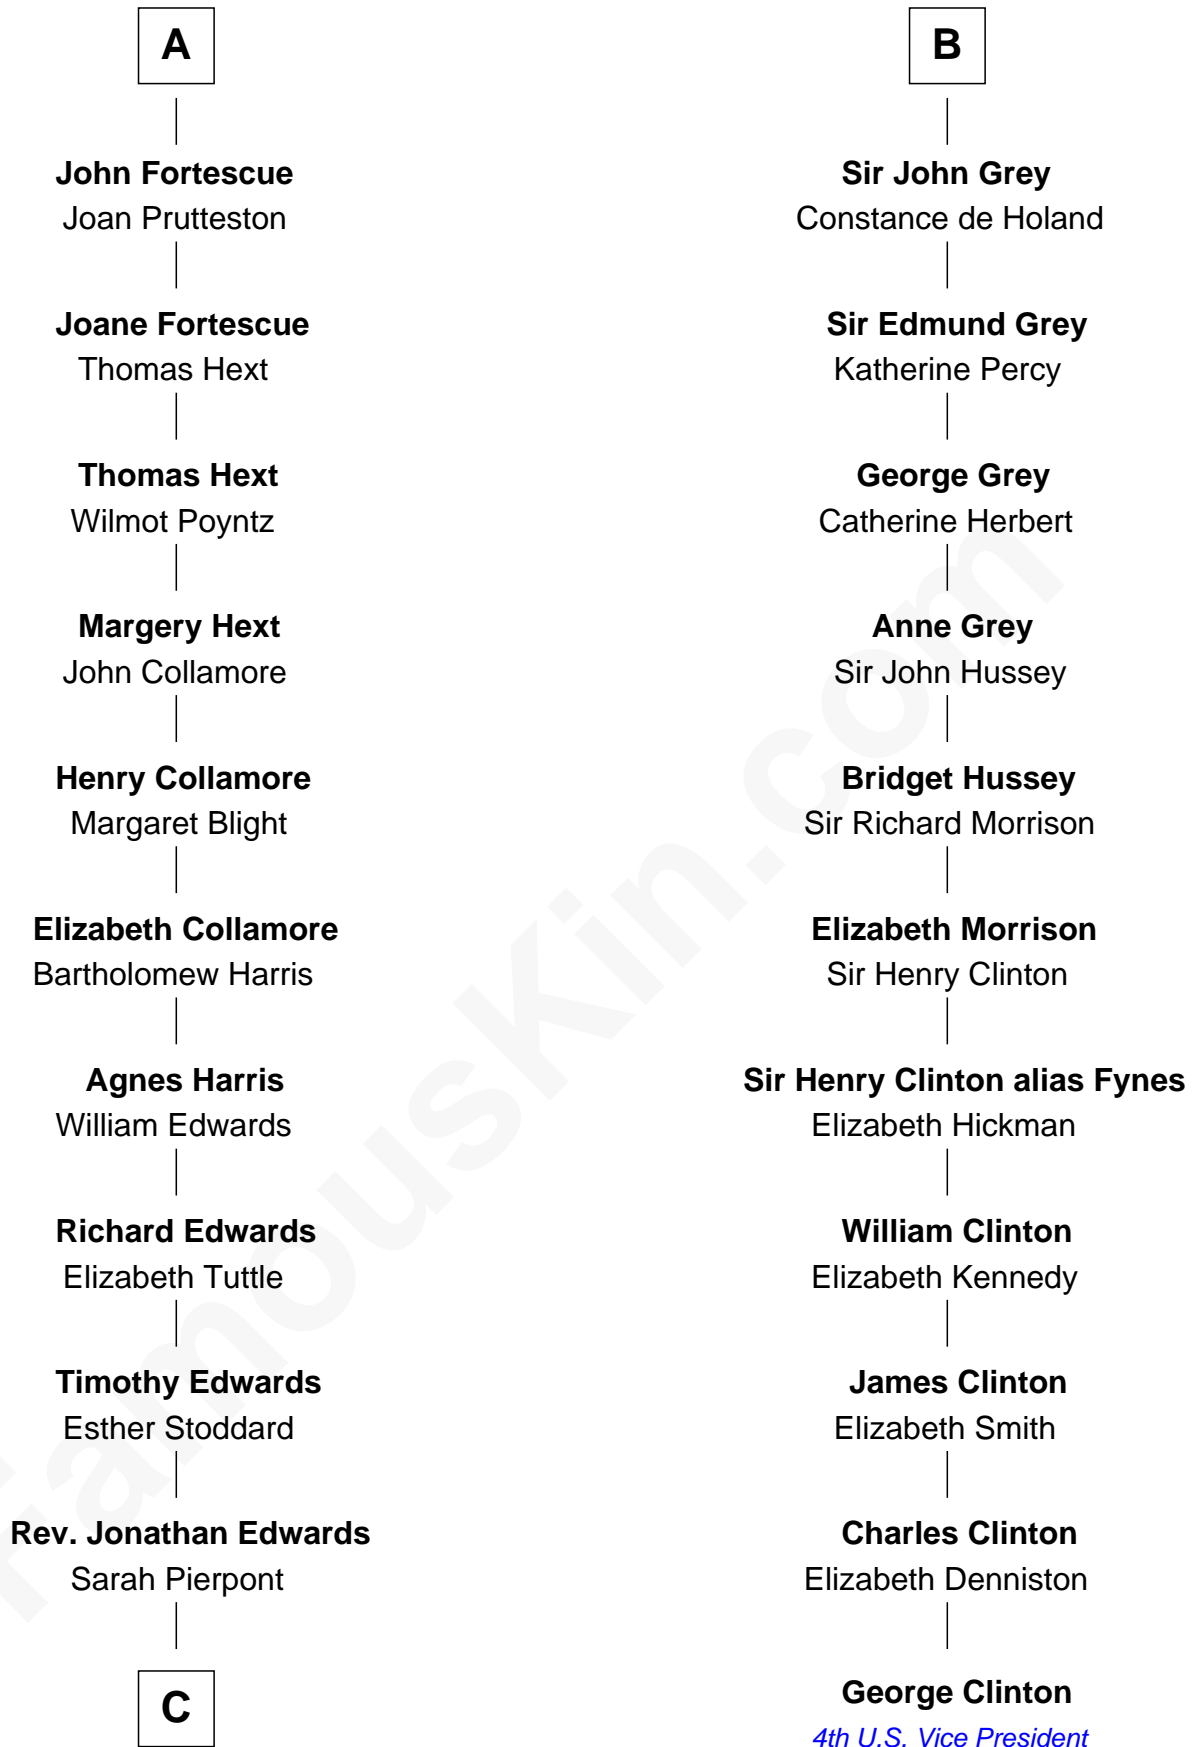 A
John Fortescue
Joan Prutteston
Joane Fortescue
Thomas Hext
Thomas Hext
Wilmot Poyntz
Margery Hext
John Collamore
Henry Collamore
Margaret Blight
Elizabeth Collamore
Bartholomew Harris
Agnes Harris
William Edwards
Richard Edwards
Elizabeth Tuttle
Timothy Edwards
Esther Stoddard
Rev. Jonathan Edwards
Sarah Pierpont
C
B
Sir John Grey
Constance de Holand
Sir Edmund Grey
Katherine Percy
George Grey
Catherine Herbert
Anne Grey
Sir John Hussey
Bridget Hussey
Sir Richard Morrison
Elizabeth Morrison
Sir Henry Clinton
Sir Henry Clinton alias Fynes
Elizabeth Hickman
William Clinton
Elizabeth Kennedy
James Clinton
Elizabeth Smith
Charles Clinton
Elizabeth Denniston
George Clinton
4th U.S. Vice President
FamousKin.com